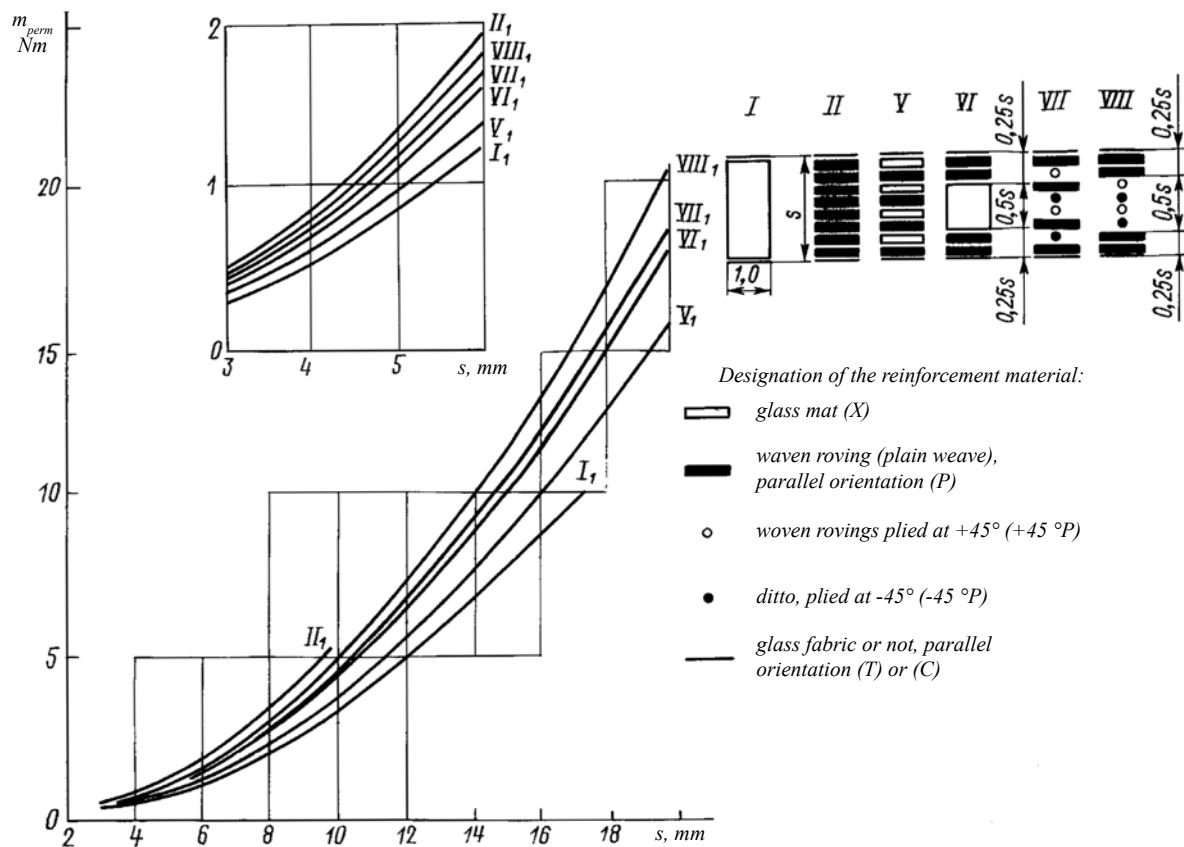 m perm
Nm
20
15
10
5
0
2
4
6
8
10
12
14
16
18
s, mm
2
1
0
3
4
5
s, mm
II₁
VIII₁
VII₁
VI₁
V₁
I₁
VIII₁
VII₁
VI₁
V₁
I₁
II₁
I II V VI VII VIII
s
1,0
0,25s
0,5s
0,25s
0,25s
0,5s
0,25s
Designation of the reinforcement material:
glass mat (X)
waven roving (plain weave),
parallel orientation (P)
woven rovings plied at +45° (+45 °P)
ditto, plied at -45° (-45 °P)
glass fabric or not, parallel
orientation (T) or (C)